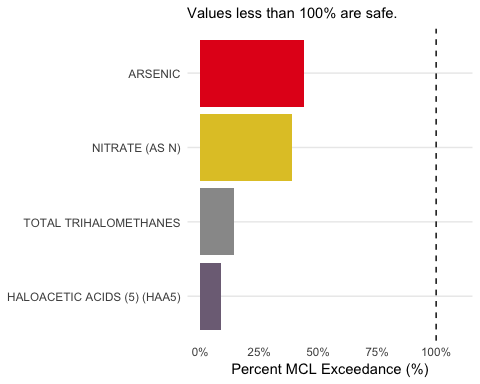 Values less than 100% are safe.
ARSENIC
NITRATE (AS N)
TOTAL TRIHALOMETHANES
HALOACETIC ACIDS (5) (HAA5)
0% 25% 50% 75% 100%
Percent MCL Exceedance (%)